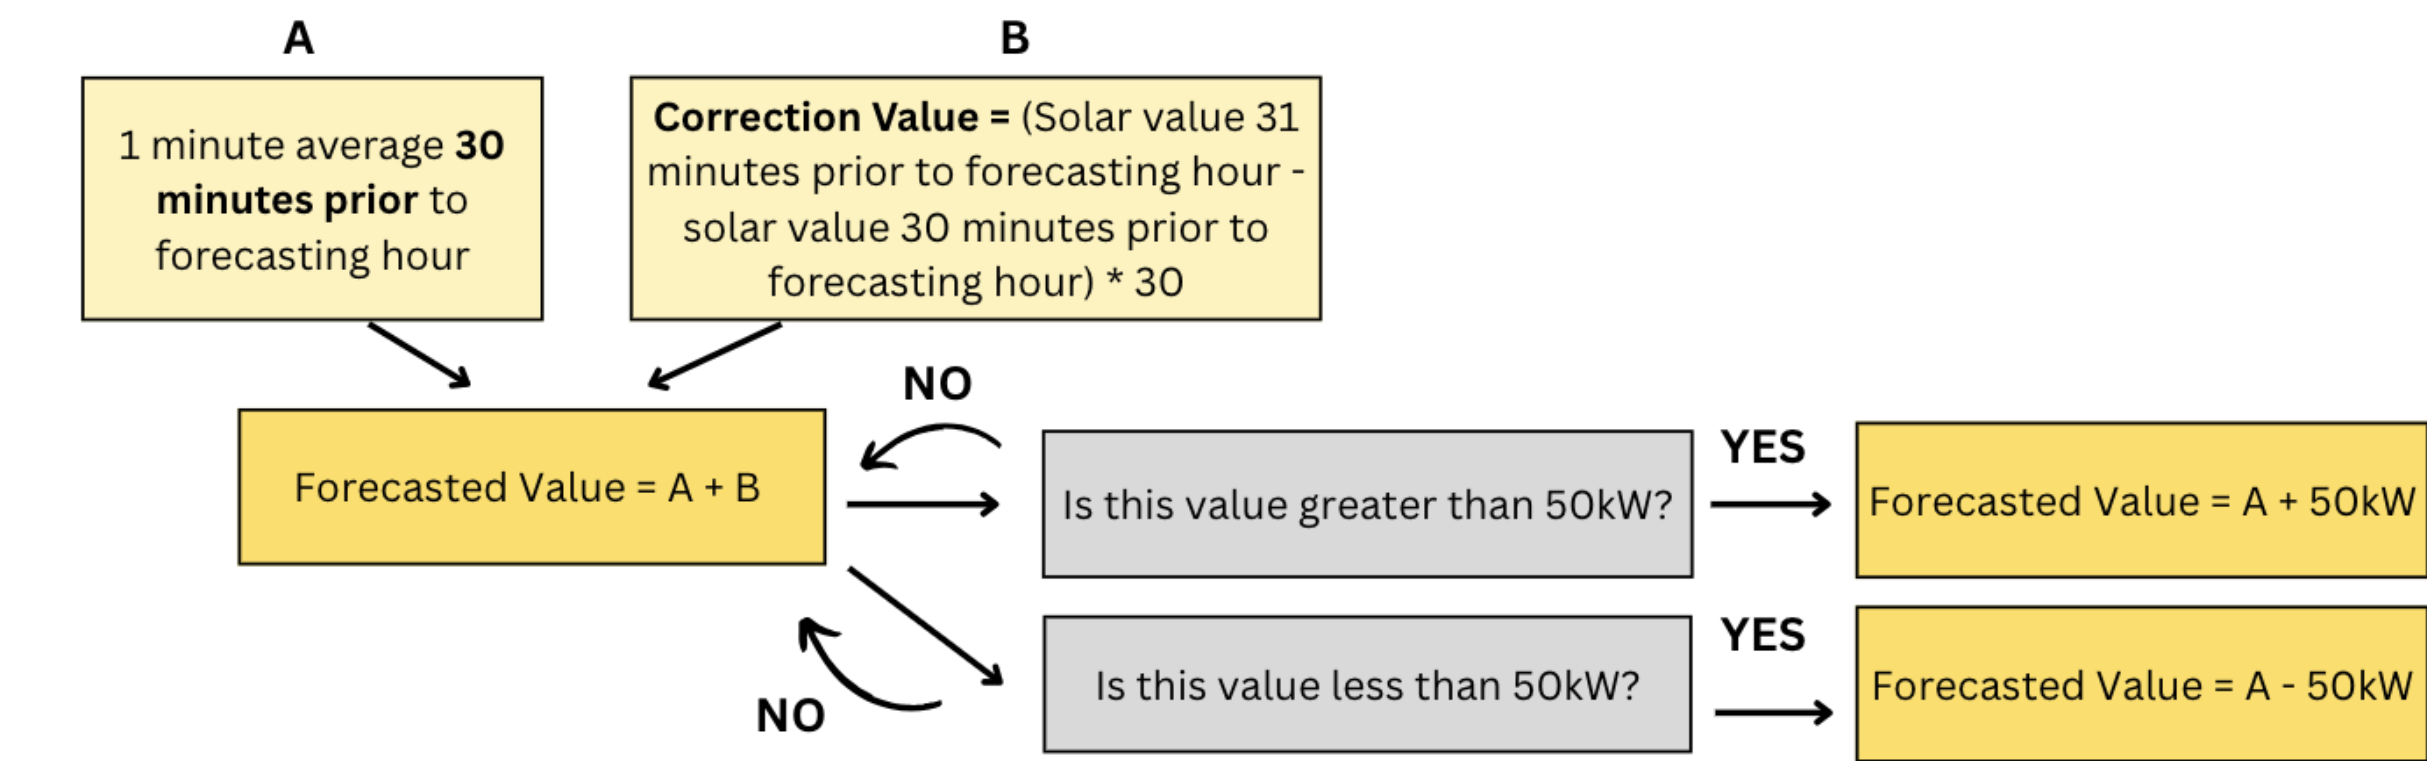 A
1 minute average 30
minutes prior to
forecasting hour
B
Correction Value = (Solar value 31
minutes prior to forecasting hour -
solar value 30 minutes prior to
forecasting hour) * 30
Forecasted Value = A + B
NO
Is this value greater than 50kW?
YES
Forecasted Value = A + 50kW
NO
Is this value less than 50kW?
YES
Forecasted Value = A - 50kW